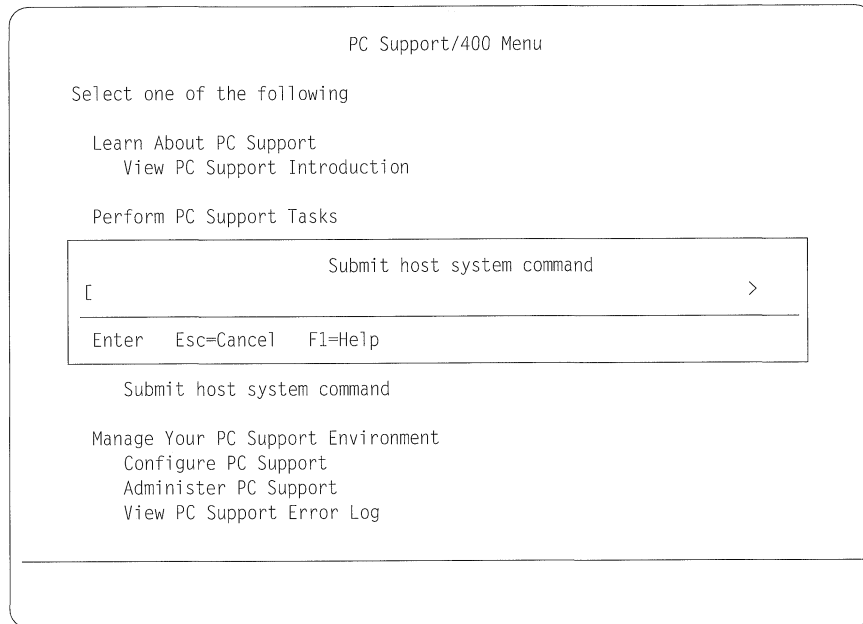 PC Support/400 Menu
Select one of the following
Learn About PC Support
View PC Support Introduction
Perform PC Support Tasks
Submit host system command
[ >
Enter Esc=Cancel F1=Help
Submit host system command
Manage Your PC Support Environment
Configure PC Support
Administer PC Support
View PC Support Error Log